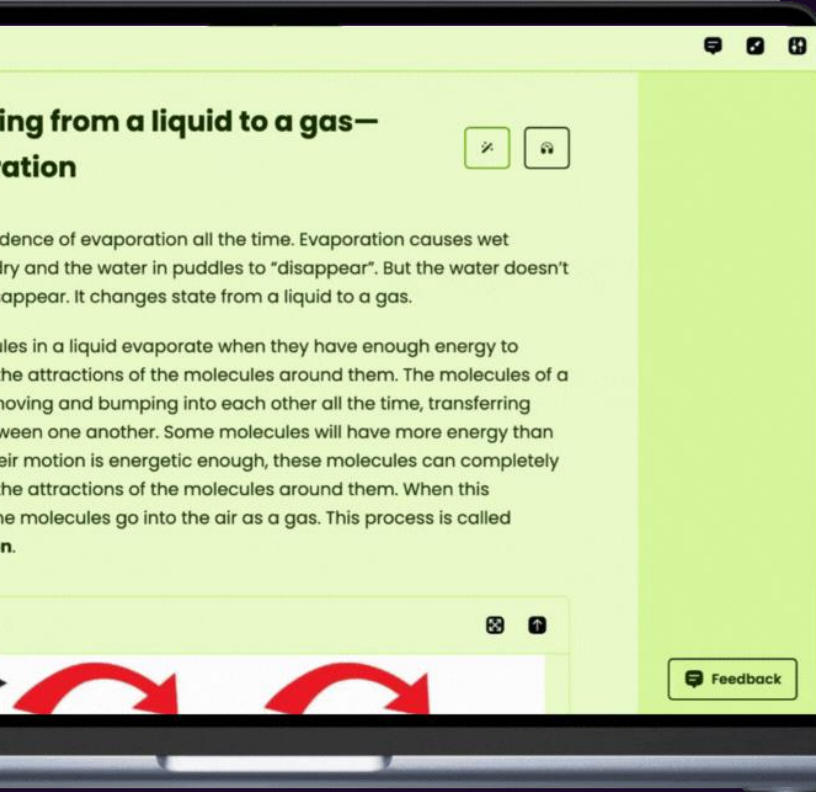 ing from a liquid to a gas—
ration
dence of evaporation all the time. Evaporation causes wet
dry and the water in puddles to “disappear”. But the water doesn’t
appear. It changes state from a liquid to a gas.
ules in a liquid evaporate when they have enough energy to
he attractions of the molecules around them. The molecules of a
noving and bumping into each other all the time, transferring
ween one another. Some molecules will have more energy than
eir motion is energetic enough, these molecules can completely
he attractions of the molecules around them. When this
ne molecules go into the air as a gas. This process is called
n.
Feedback